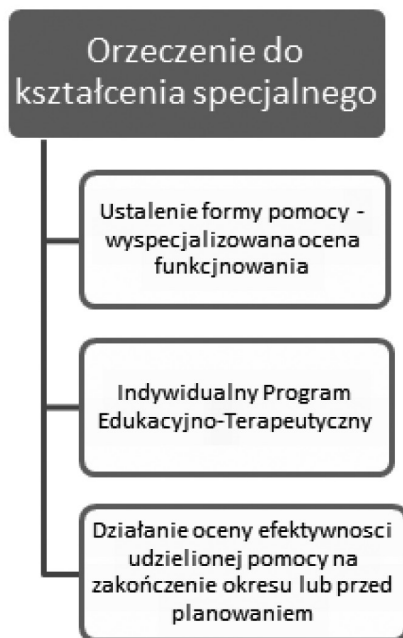 Orzeczenie do
kształcenia specjalnego
Ustalenie formy pomocy -
wyspecjalizowana ocena
funkcjnowania
Indywidualny Program
Edukacyjno-Terapeutyczny
Działanie oceny efektywnosci
udzielonej pomocy na
zakończenie okresu lub przed
planowaniem